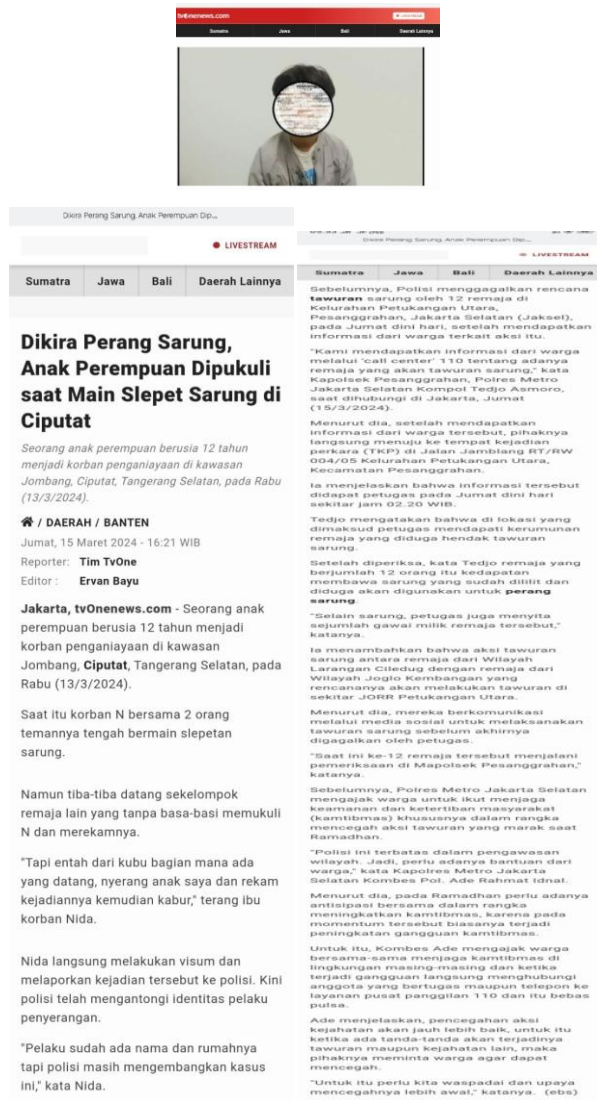 tvOnenews.com
LIVESTREAM
Sumatra Jawa Bali Daerah Lainnya
Dikira Perang Sarung, Anak Perempuan Dip...
LIVESTREAM
Sumatra Jawa Bali Daerah Lainnya
Dikira Perang Sarung,
Anak Perempuan Dipukuli
saat Main Slepet Sarung di
Ciputat
Seorang anak perempuan berusia 12 tahun
menjadi korban penganiayaan di kawasan
Jombang, Ciputat, Tangerang Selatan, pada Rabu
(13/3/2024).
/ DAERAH / BANTEN
Jumat, 15 Maret 2024 - 16:21 WIB
Reporter: Tim TvOne
Editor : Ervan Bayu
Jakarta, tvOnenews.com - Seorang anak
perempuan berusia 12 tahun menjadi
korban penganiayaan di kawasan
Jombang, Ciputat, Tangerang Selatan, pada
Rabu (13/3/2024).
Saat itu korban N bersama 2 orang
temannya tengah bermain slepetan
sarung.
Namun tiba-tiba datang sekelompok
remaja lain yang tanpa basa-basi memukuli
N dan merekamnya.
"Tapi entah dari kubu bagian mana ada
yang datang, nyerang anak saya dan rekam
kejadiannya kemudian kabur," terang ibu
korban Nida.
Nida langsung melakukan visum dan
melaporkan kejadian tersebut ke polisi. Kini
polisi telah mengantongi identitas pelaku
penyerangan.
"Pelaku sudah ada nama dan rumahnya
tapi polisi masih mengembangkan kasus
ini," kata Nida.
Dikira Perang Sarung, Anak Perempuan Dip...
LIVESTREAM
Sumatra Jawa Bali Daerah Lainnya
Sebelumnya, Polisi menggagalkan rencana
tawuran sarung oleh 12 remaja di
Kelurahan Petukangan Utara,
Pesanggrahan, Jakarta Selatan (Jaksel),
pada Jumat dini hari, setelah mendapatkan
informasi dari warga terkait aksi itu.
"Kami mendapatkan informasi dari warga
melalui 'call center' 110 tentang adanya
remaja yang akan tawuran sarung," kata
Kapolsek Pesanggrahan, Polres Metro
Jakarta Selatan Kompol Tedjo Asmoro,
saat dihubungi di Jakarta, Jumat
(15/3/2024).
Menurut dia, setelah mendapatkan
informasi dari warga tersebut, pihaknya
langsung menuju ke tempat kejadian
perkara (TKP) di Jalan Jamblang RT/RW
004/05 Kelurahan Petukangan Utara,
Kecamatan Pesanggrahan.
Ia menjelaskan bahwa informasi tersebut
didapat petugas pada Jumat dini hari
sekitar jam 02.20 WIB.
Tedjo mengatakan bahwa di lokasi yang
dimaksud petugas mendapati kerumunan
remaja yang diduga hendak tawuran
sarung.
Setelah diperiksa, kata Tedjo remaja yang
berjumlah 12 orang itu kedapatan
membawa sarung yang sudah dililit dan
diduga akan digunakan untuk perang
sarung.
"Selain sarung, petugas juga menyita
sejumlah gawai milik remaja tersebut,"
katanya.
Ia menambahkan bahwa aksi tawuran
sarung antara remaja dari Wilayah
Larangan Ciledug dengan remaja dari
Wilayah Joglo Kembangan yang
rencananya akan melakukan tawuran di
sekitar JORR Petukangan Utara.
Menurut dia, mereka berkomunikasi
melalui media sosial untuk melaksanakan
tawuran sarung sebelum akhirnya
digagalkan oleh petugas.
"Saat ini ke-12 remaja tersebut menjalani
pemeriksaan di Mapolsek Pesanggrahan,"
katanya.
Sebelumnya, Polres Metro Jakarta Selatan
mengajak warga untuk ikut menjaga
keamanan dan ketertiban masyarakat
(kamtibmas) khususnya dalam rangka
mencegah aksi tawuran yang marak saat
Ramadhan.
"Polisi ini terbatas dalam pengawasan
wilayah. Jadi, perlu adanya bantuan dari
warga," kata Kapolres Metro Jakarta
Selatan Kombes Pol. Ade Rahmat Idnal.
Menurut dia, pada Ramadhan perlu adanya
antisipasi bersama dalam rangka
meningkatkan kamtibmas, karena pada
momentum tersebut biasanya terjadi
peningkatan gangguan kamtibmas.
Untuk itu, Kombes Ade mengajak warga
bersama-sama menjaga kamtibmas di
lingkungan masing-masing dan ketika
terjadi gangguan langsung menghubungi
anggota yang bertugas maupun telepon ke
layanan pusat panggilan 110 dan itu bebas
pulsa.
Ade menjelaskan, pencegahan aksi
kejahatan akan jauh lebih baik, untuk itu
ketika ada tanda-tanda akan terjadinya
tawuran maupun kejahatan lain, maka
pihaknya meminta warga agar dapat
mencegah.
"Untuk itu perlu kita waspadai dan upaya
mencegahnya lebih awal," katanya. (ebs)